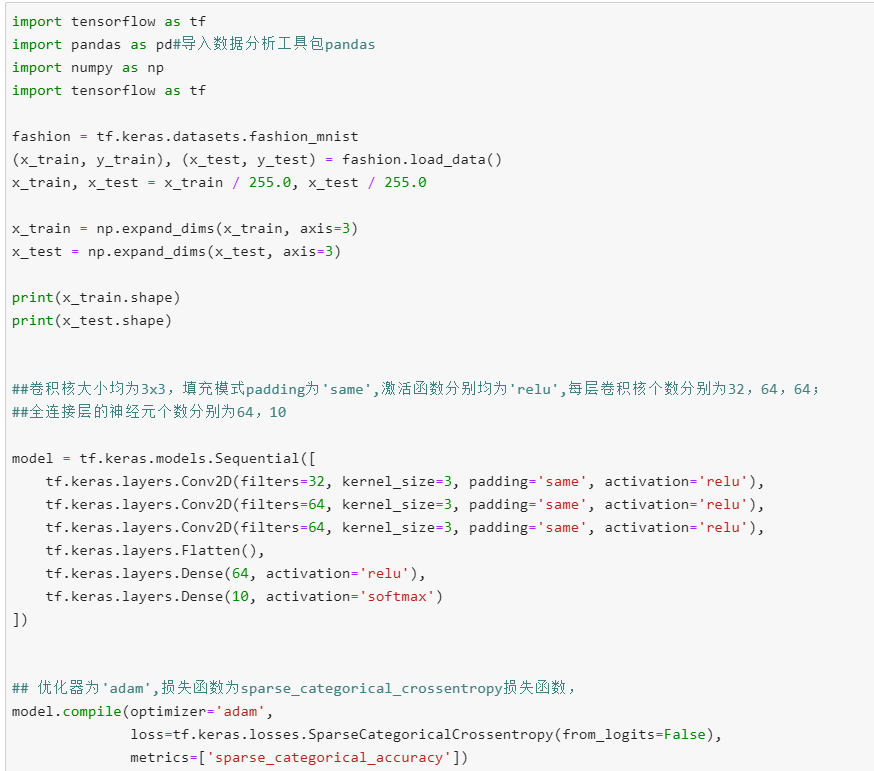 import tensorflow as tf
import pandas as pd#导入数据分析工具包pandas
import numpy as np
import tensorflow as tf
fashion = tf.keras.datasets.fashion_mnist
(x_train, y_train), (x_test, y_test) = fashion.load_data()
x_train, x_test = x_train / 255.0, x_test / 255.0
x_train = np.expand_dims(x_train, axis=3)
x_test = np.expand_dims(x_test, axis=3)
print(x_train.shape)
print(x_test.shape)
##卷积核大小均为3x3，填充模式padding为'same',激活函数分别均为'relu',每层卷积核个数分别为32，64，64；
##全连接层的神经元个数分别为64，10
model = tf.keras.models.Sequential([
    tf.keras.layers.Conv2D(filters=32, kernel_size=3, padding='same', activation='relu'),
    tf.keras.layers.Conv2D(filters=64, kernel_size=3, padding='same', activation='relu'),
    tf.keras.layers.Conv2D(filters=64, kernel_size=3, padding='same', activation='relu'),
    tf.keras.layers.Flatten(),
    tf.keras.layers.Dense(64, activation='relu'),
    tf.keras.layers.Dense(10, activation='softmax')
])
## 优化器为'adam',损失函数为sparse_categorical_crossentropy损失函数，
model.compile(optimizer='adam',
              loss=tf.keras.losses.SparseCategoricalCrossentropy(from_logits=False),
              metrics=['sparse_categorical_accuracy'])